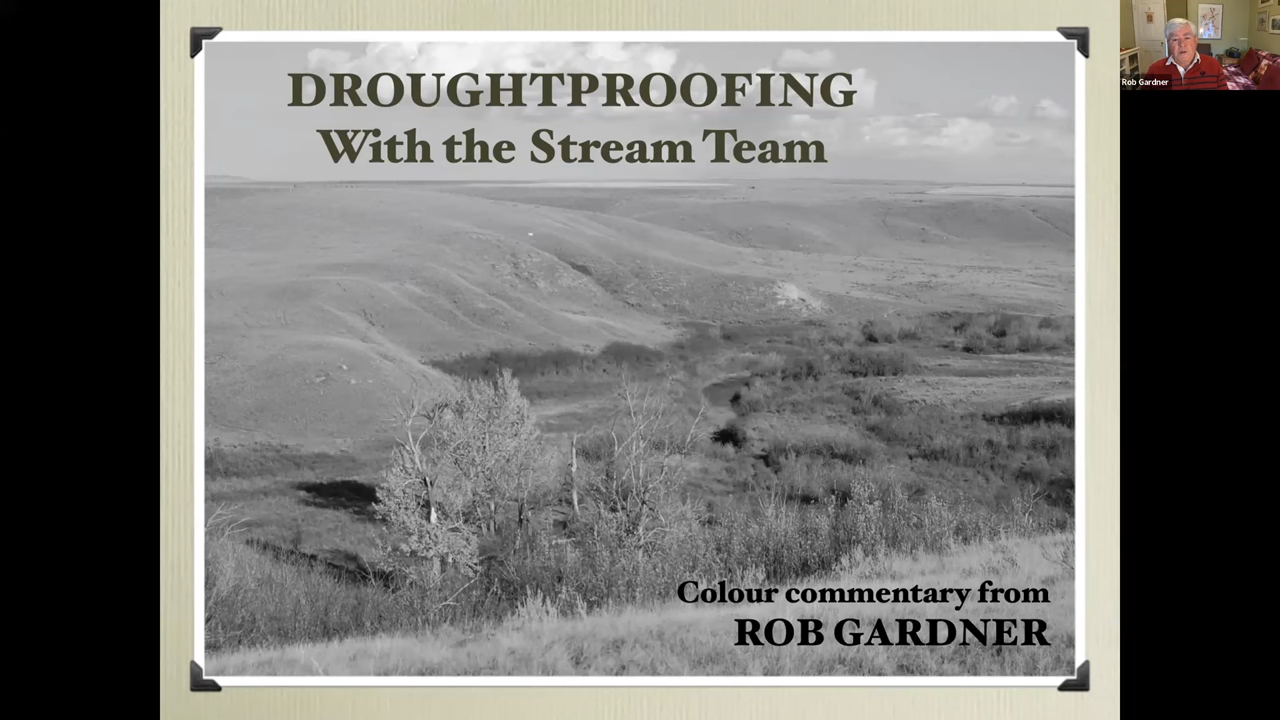 DROUGHTPROOFING
With the Stream Team
Colour commentary from
ROB GARDNER
Rob Gardner